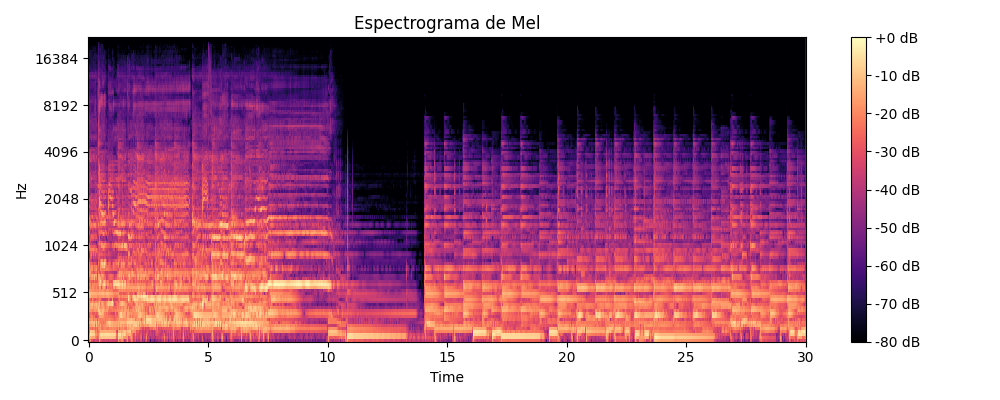 Espectrograma de Mel
Hz
16384
8192
4096
2048
1024
512
0
0 5 10 15 20 25 30
Time
+0 dB
-10 dB
-20 dB
-30 dB
-40 dB
-50 dB
-60 dB
-70 dB
-80 dB